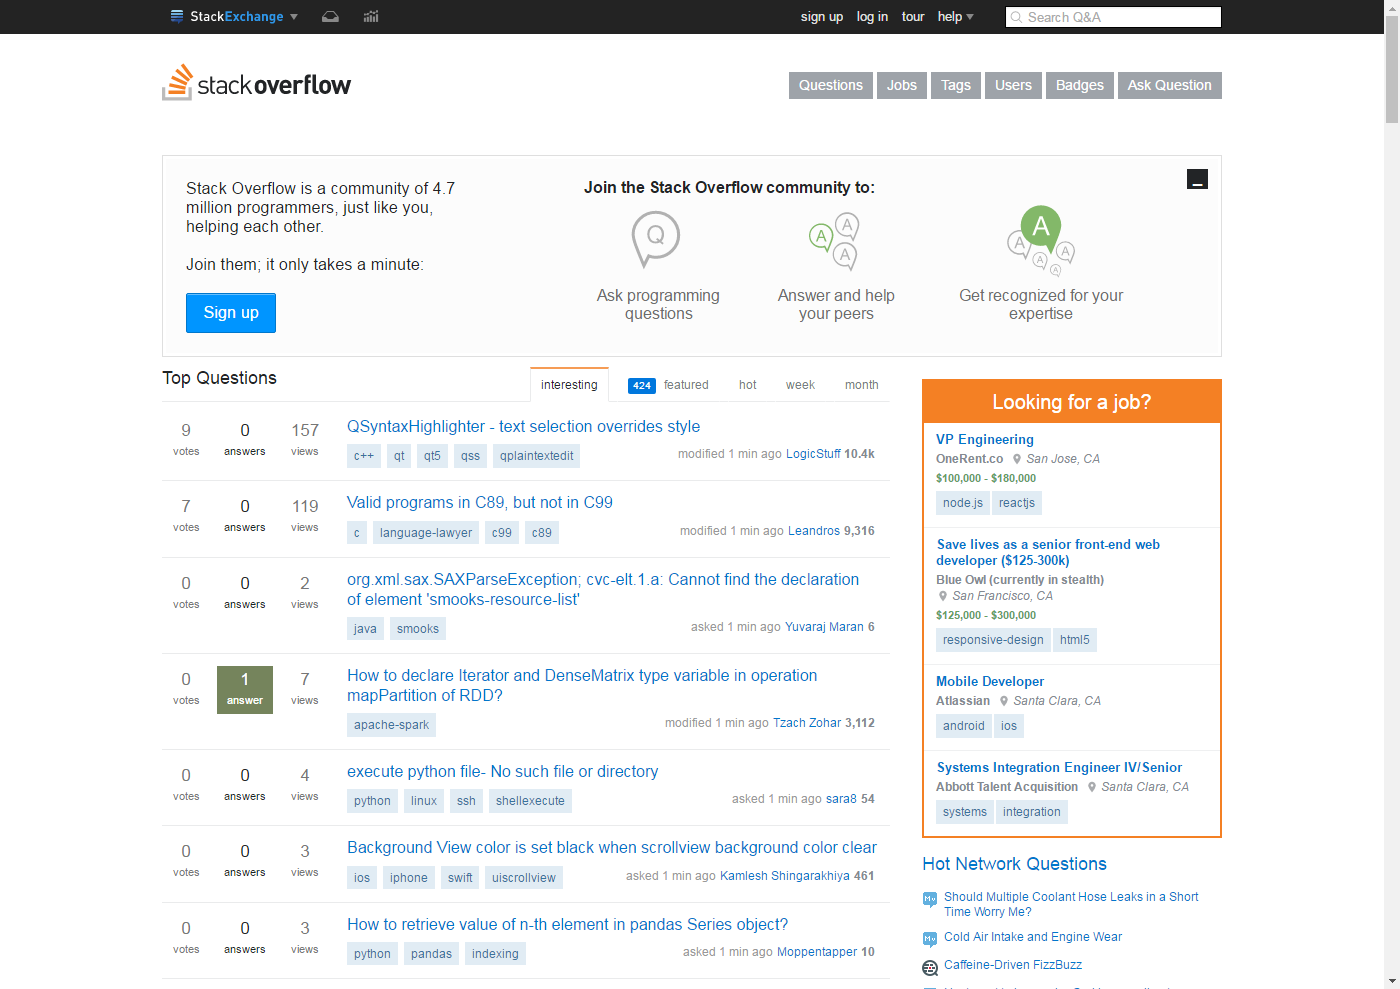 StackExchange
sign up log in tour help
Search Q&A
stackoverflow
Questions Jobs Tags Users Badges Ask Question
Stack Overflow is a community of 4.7
million programmers, just like you,
helping each other.
Join them; it only takes a minute:
Sign up
Join the Stack Overflow community to:
Q
A A A
A A A A A
Ask programming
questions
Answer and help
your peers
Get recognized for your
expertise
Top Questions
interesting 424 featured hot week month
9 votes 0 answers 157 views
QSyntaxHighlighter - text selection overrides style
c++ qt qt5 qss qplaintextedit
modified 1 min ago LogicStuff 10.4k
7 votes 0 answers 119 views
Valid programs in C89, but not in C99
c language-lawyer c99 c89
modified 1 min ago Leandros 9,316
0 votes 0 answers 2 views
org.xml.sax.SAXParseException; cvc-elt.1.a: Cannot find the declaration
of element 'smooks-resource-list'
java smooks
asked 1 min ago Yuvaraj Maran 6
0 votes 1 answer 7 views
How to declare Iterator and DenseMatrix type variable in operation
mapPartition of RDD?
apache-spark
modified 1 min ago Tzach Zohar 3,112
0 votes 0 answers 4 views
execute python file- No such file or directory
python linux ssh shellexecute
asked 1 min ago sara8 54
0 votes 0 answers 3 views
Background View color is set black when scrollview background color clear
ios iphone swift uiscrollview
asked 1 min ago Kamlesh Shingarakhiya 461
0 votes 0 answers 3 views
How to retrieve value of n-th element in pandas Series object?
python pandas indexing
asked 1 min ago Moppentapper 10
Looking for a job?
VP Engineering
OneRent.co San Jose, CA
$100,000 - $180,000
node.js reactjs
Save lives as a senior front-end web
developer ($125-300k)
Blue Owl (currently in stealth)
San Francisco, CA
$125,000 - $300,000
responsive-design html5
Mobile Developer
Atlassian Santa Clara, CA
android ios
Systems Integration Engineer IV/Senior
Abbott Talent Acquisition Santa Clara, CA
systems integration
Hot Network Questions
Should Multiple Coolant Hose Leaks in a Short
Time Worry Me?
Cold Air Intake and Engine Wear
Caffeine-Driven FizzBuzz